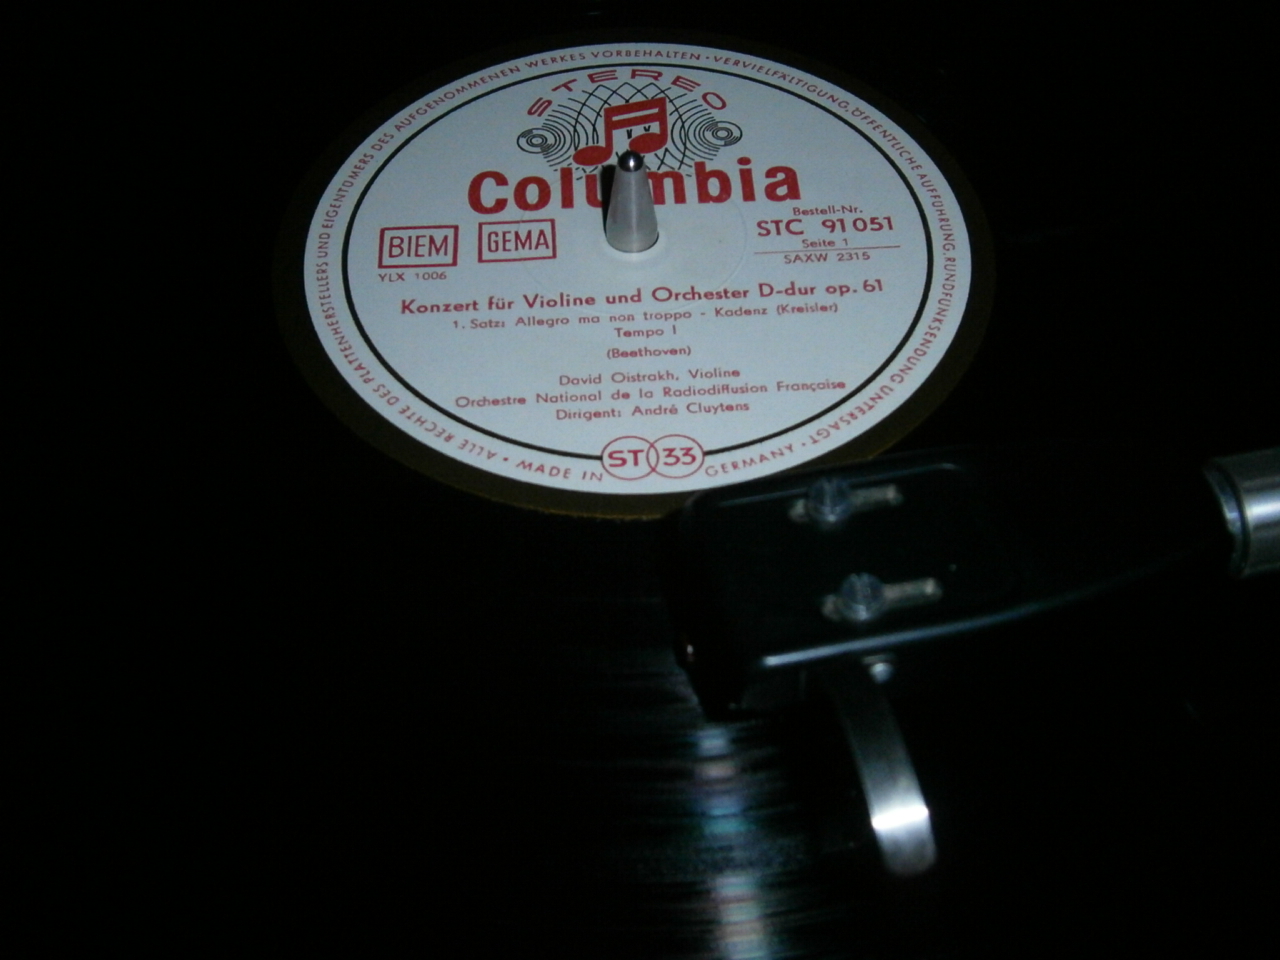 ALLE RECHTE DES PLATTENHERSTELLERS UND EIGENTÜMERS DES AUFGENOMMENEN WERKES VORBEHALTEN • VERVIELFÄLTIGUNG, ÖFFENTLICHE AUFFÜHRUNG, RUNDFUNKSENDUNG UNTERSAGT •
STEREO
Columbia
BIEM GEMA
YLX 1006
Bestell-Nr.
STC 91051
Seite 1
SAXW 2315
Konzert für Violine und Orchester D-dur op. 61
1. Satz: Allegro ma non troppo - Kadenz (Kreisler)
Tempo I
(Beethoven)
David Oistrakh, Violine
Orchestre National de la Radiodiffusion Française
Dirigent: André Cluytens
MADE IN GERMANY
ST 33